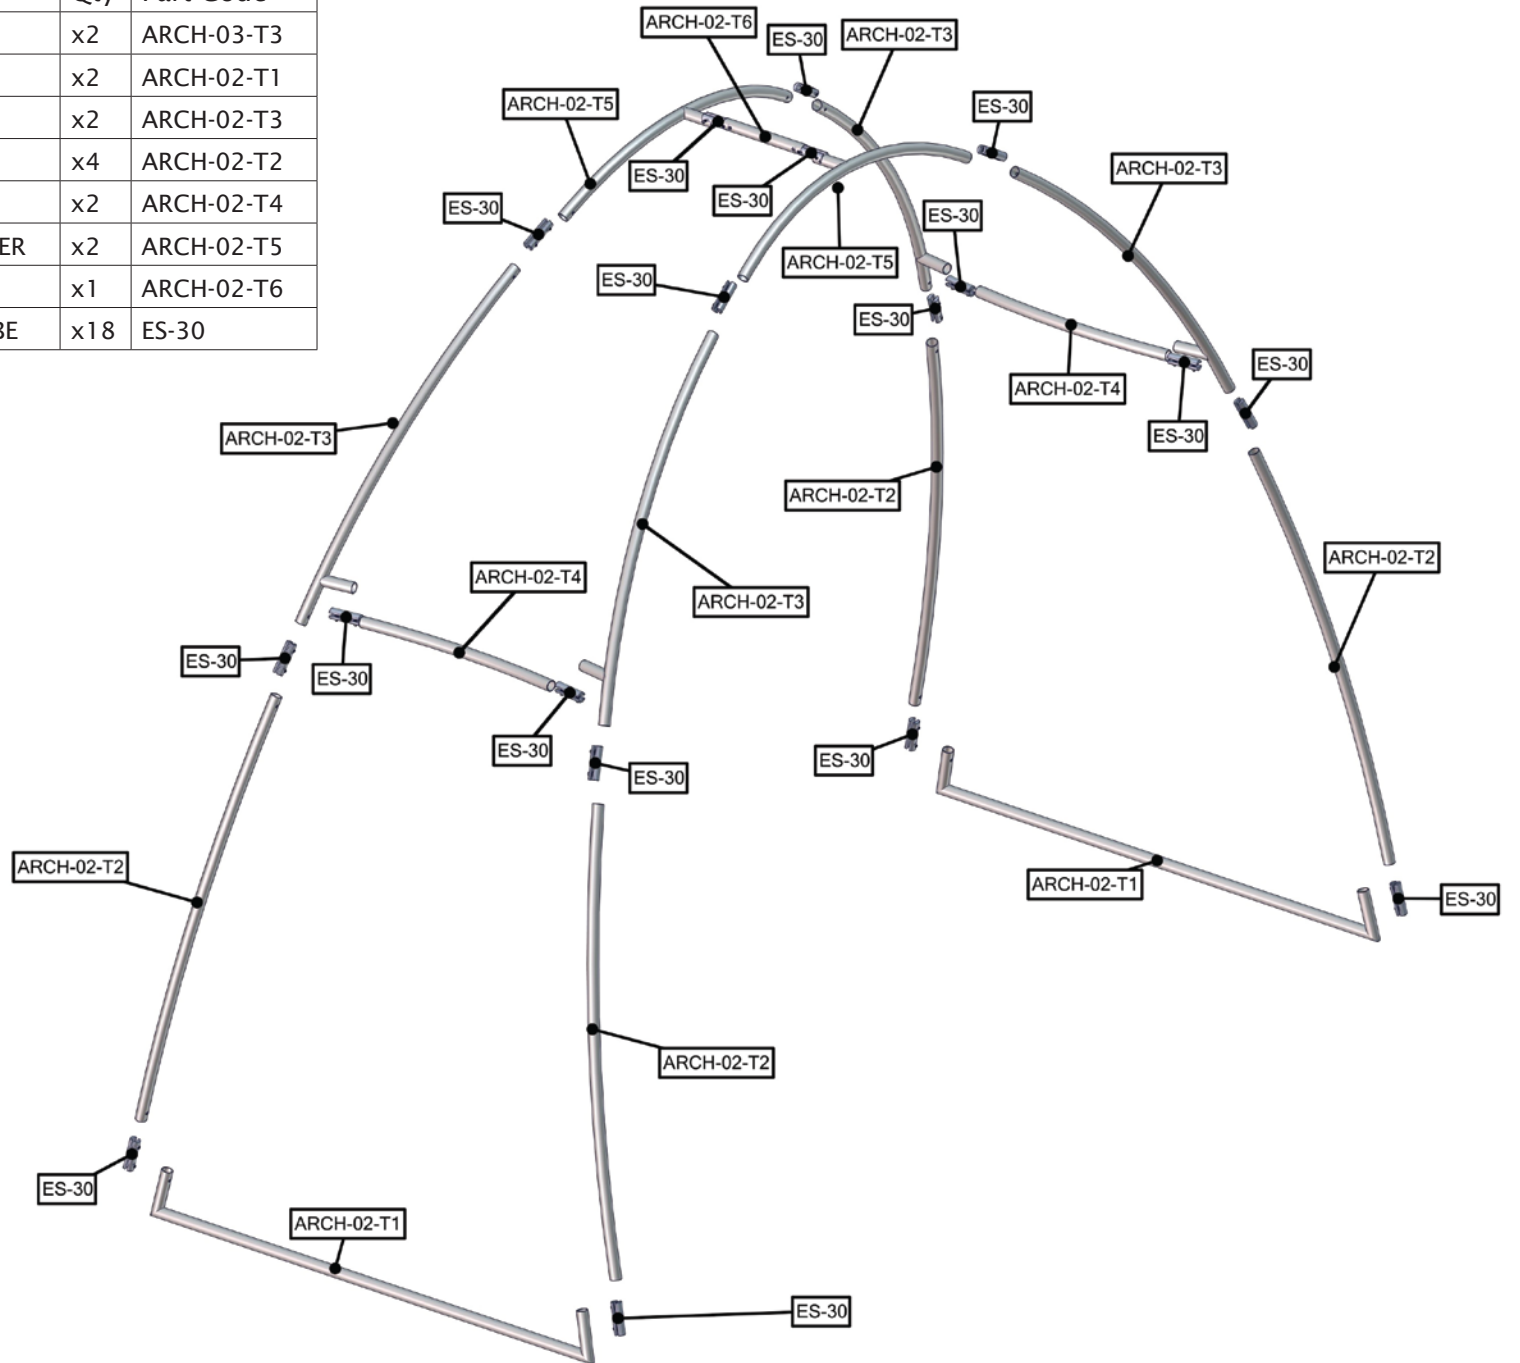 Qty Part Code
x2 ARCH-03-T3
x2 ARCH-02-T1
x2 ARCH-02-T3
x4 ARCH-02-T2
x2 ARCH-02-T4
ER x2 ARCH-02-T5
x1 ARCH-02-T6
BE x18 ES-30
ARCH-02-T6
ES-30
ARCH-02-T3
ARCH-02-T5
ES-30
ES-30
ARCH-02-T3
ES-30
ES-30
ES-30
ARCH-02-T5
ES-30
ES-30
ES-30
ARCH-02-T4
ES-30
ARCH-02-T3
ARCH-02-T2
ARCH-02-T2
ARCH-02-T4
ARCH-02-T3
ES-30
ES-30
ES-30
ES-30
ES-30
ARCH-02-T2
ARCH-02-T1
ES-30
ARCH-02-T2
ES-30
ARCH-02-T1
ES-30